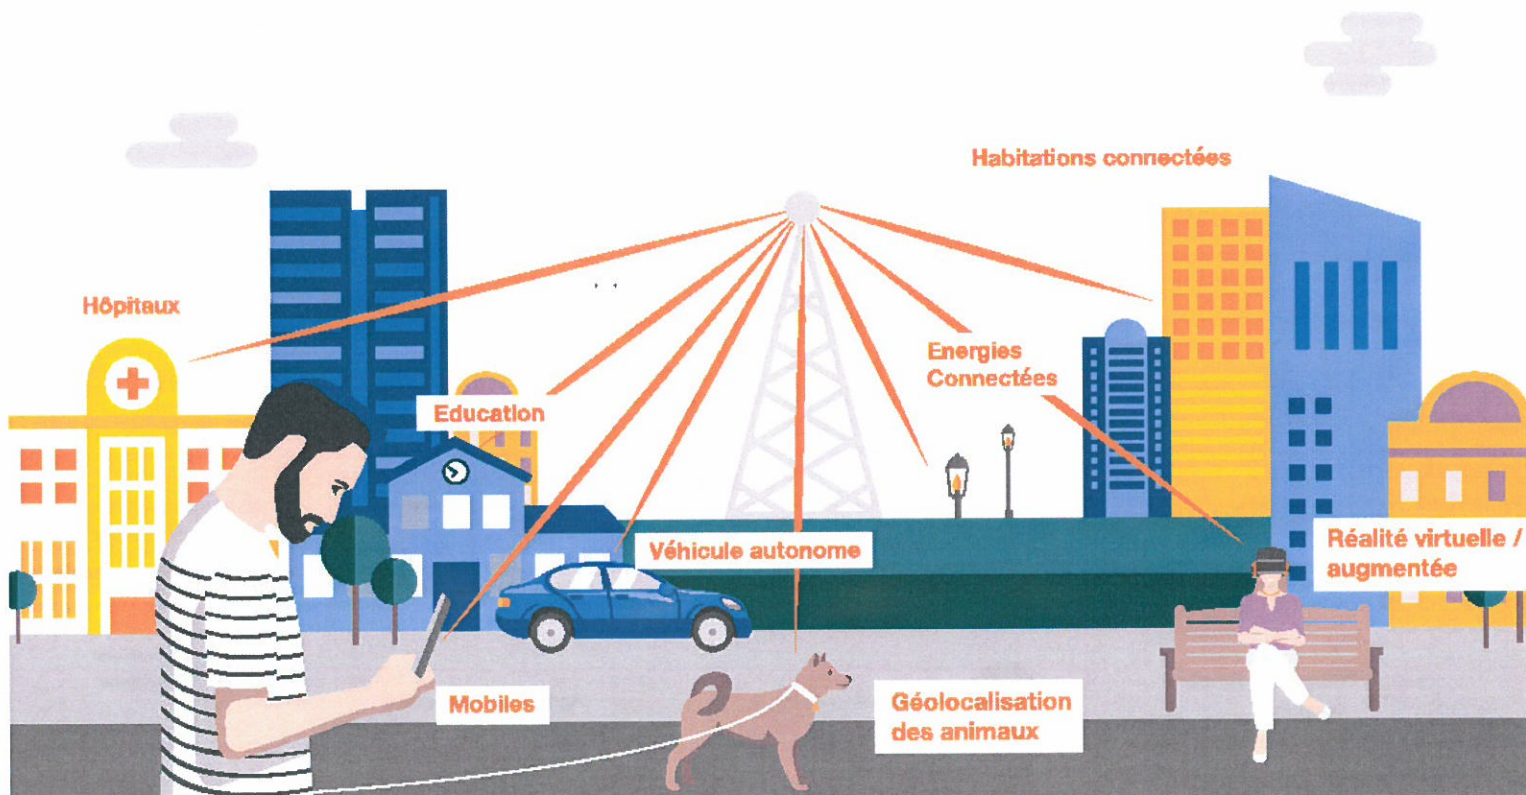 Habitations connectées
Hôpitaux
Energies
Connectées
Education
Véhicule autonome
Réalité virtuelle /
augmentée
Mobiles
Géolocalisation
des animaux